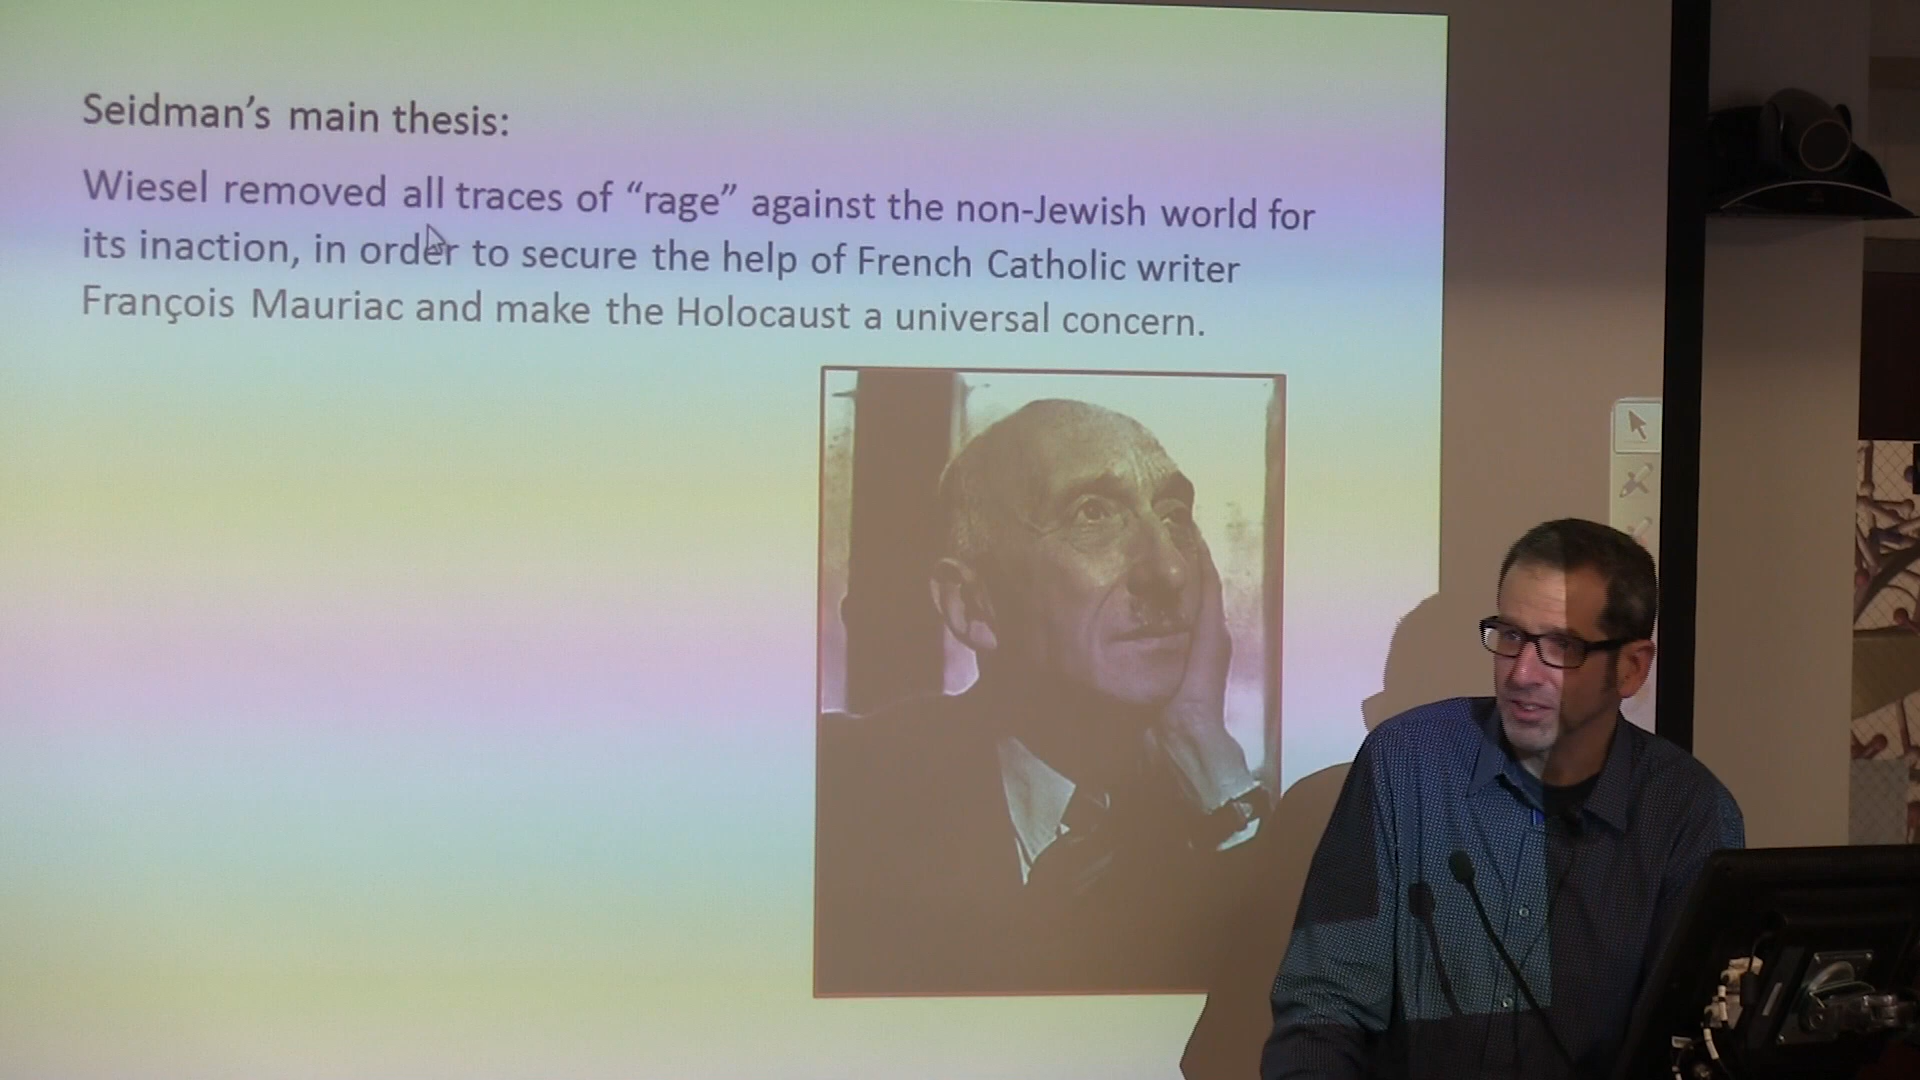 Seidman’s main thesis:
Wiesel removed all traces of “rage” against the non-Jewish world for
its inaction, in order to secure the help of French Catholic writer
François Mauriac and make the Holocaust a universal concern.